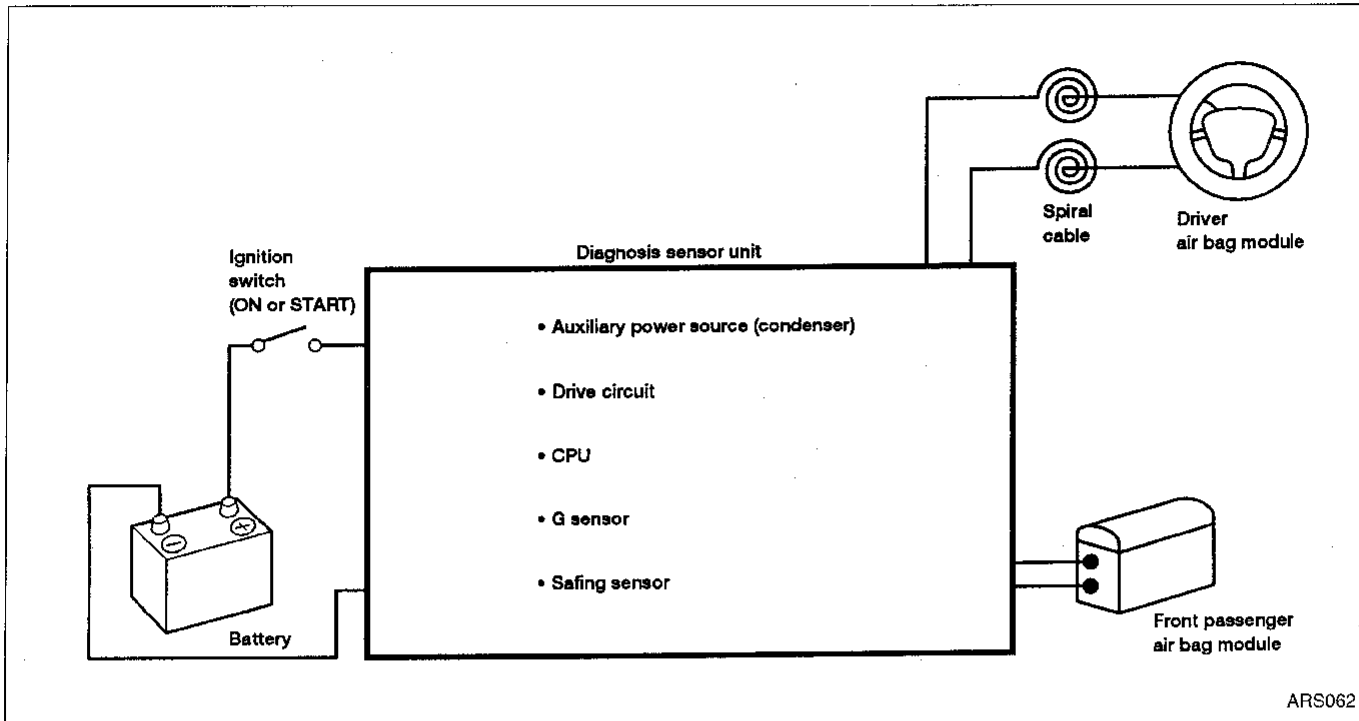 Spiral
cable
Driver
air bag module
Diagnosis sensor unit
Ignition
switch
(ON or START)
• Auxiliary power source (condenser)
• Drive circuit
• CPU
• G sensor
• Safing sensor
−
+
Battery
Front passenger
air bag module
ARS062